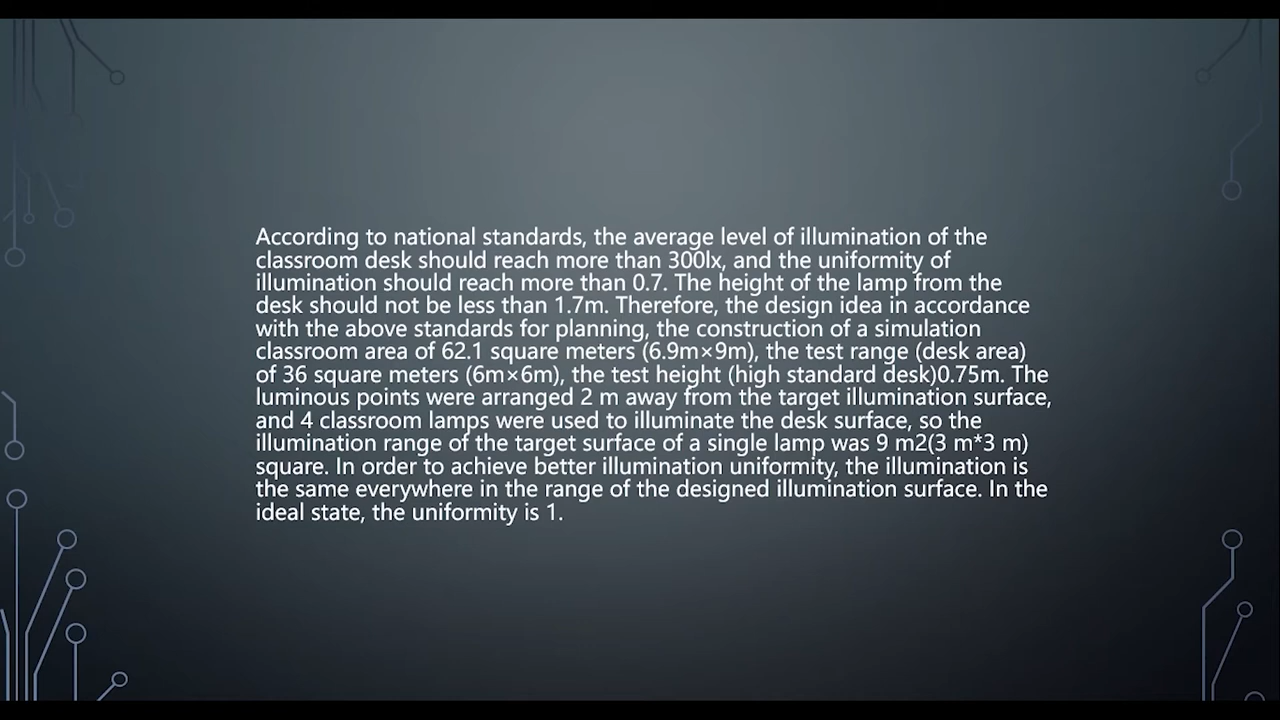 According to national standards, the average level of illumination of the
classroom desk should reach more than 300lx, and the uniformity of
illumination should reach more than 0.7. The height of the lamp from the
desk should not be less than 1.7m. Therefore, the design idea in accordance
with the above standards for planning, the construction of a simulation
classroom area of 62.1 square meters (6.9m×9m), the test range (desk area)
of 36 square meters (6m×6m), the test height (high standard desk)0.75m. The
luminous points were arranged 2 m away from the target illumination surface,
and 4 classroom lamps were used to illuminate the desk surface, so the
illumination range of the target surface of a single lamp was 9 m2(3 m*3 m)
square. In order to achieve better illumination uniformity, the illumination is
the same everywhere in the range of the designed illumination surface. In the
ideal state, the uniformity is 1.